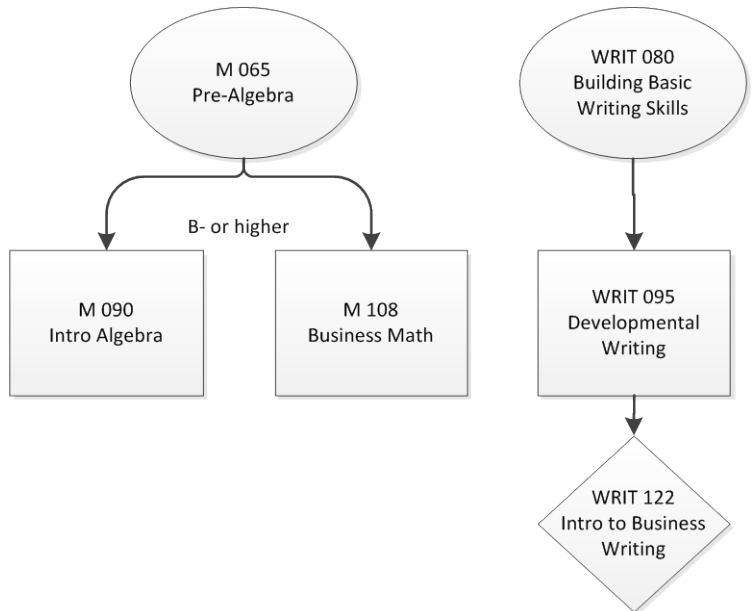 M 065
Pre-Algebra
WRIT 080
Building Basic
Writing Skills
B- or higher
M 090
Intro Algebra
M 108
Business Math
WRIT 095
Developmental
Writing
WRIT 122
Intro to Business
Writing